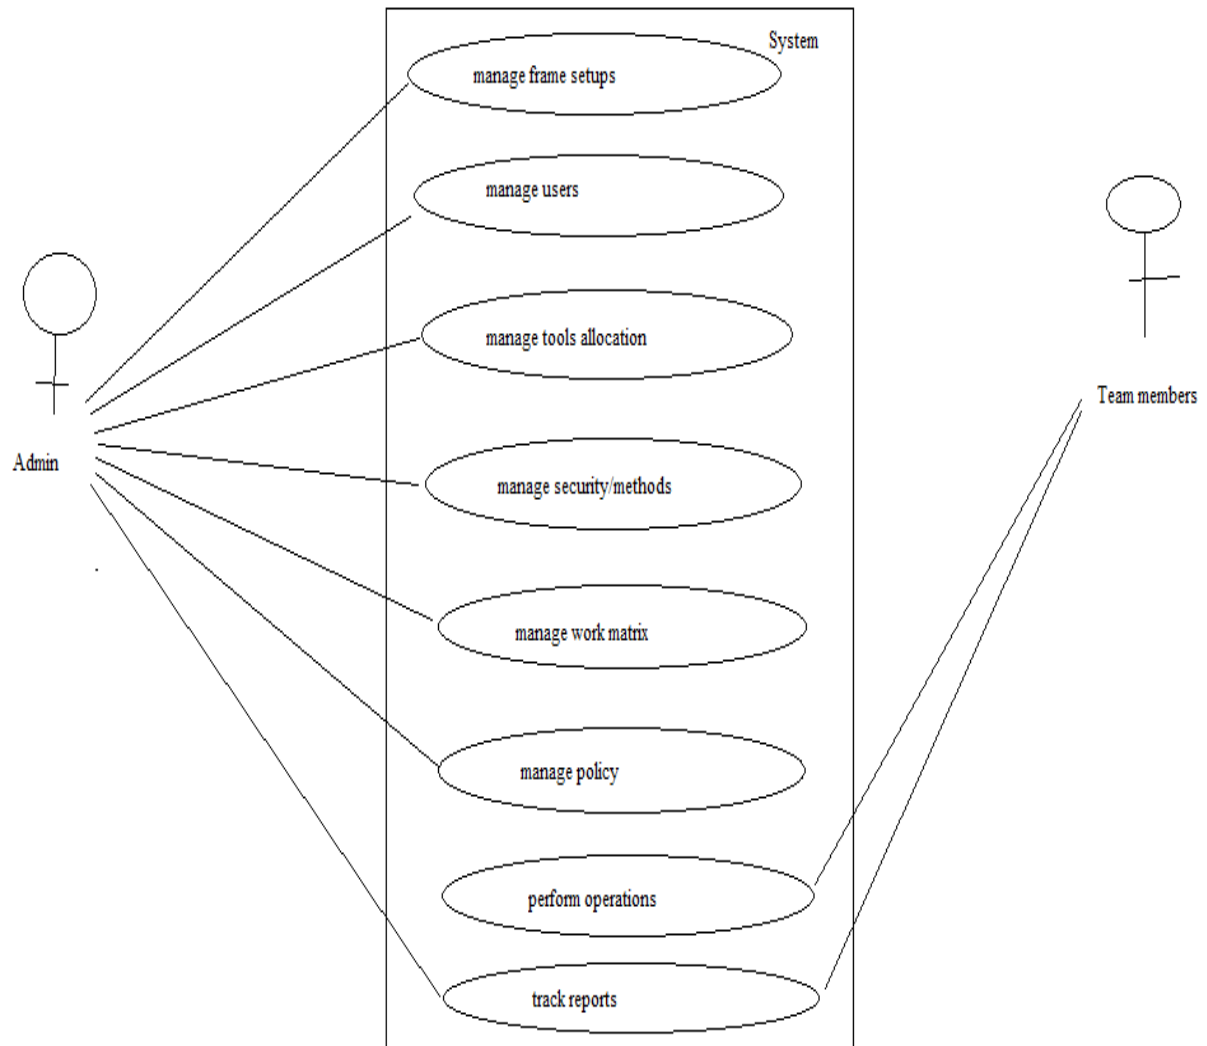 System
manage frame setups
manage users
manage tools allocation
Team members
Admin
manage security/methods
manage work matrix
manage policy
perform operations
track reports